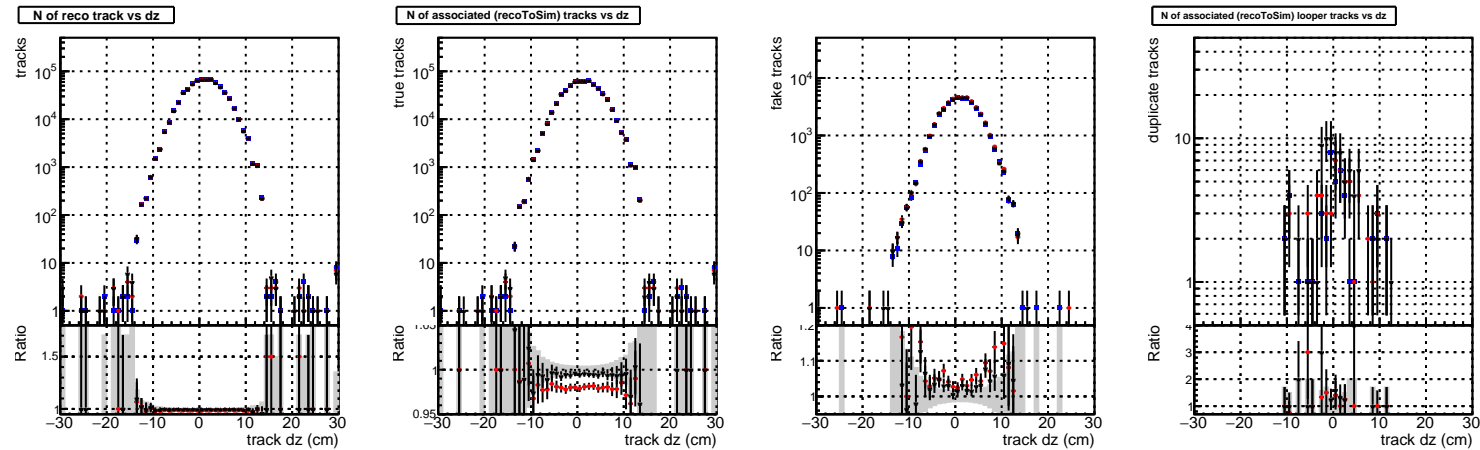 N of reco track vs dz
tracks
10^5
10^4
10^3
10^2
10
1
Ratio
1.5
1
−30 −20 −10 0 10 20 30
track dz (cm)
N of associated (recoToSim) tracks vs dz
true tracks
10^5
10^4
10^3
10^2
10
1
Ratio
1.05
1
0.95
−30 −20 −10 0 10 20 30
track dz (cm)
fake tracks
10^4
10^3
10^2
10
1
Ratio
1.2
1.1
1
−30 −20 −10 0 10 20 30
track dz (cm)
N of associated (recoToSim) looper tracks vs dz
duplicate tracks
10
1
Ratio
4
3
2
1
−30 −20 −10 0 10 20 30
track dz (cm)